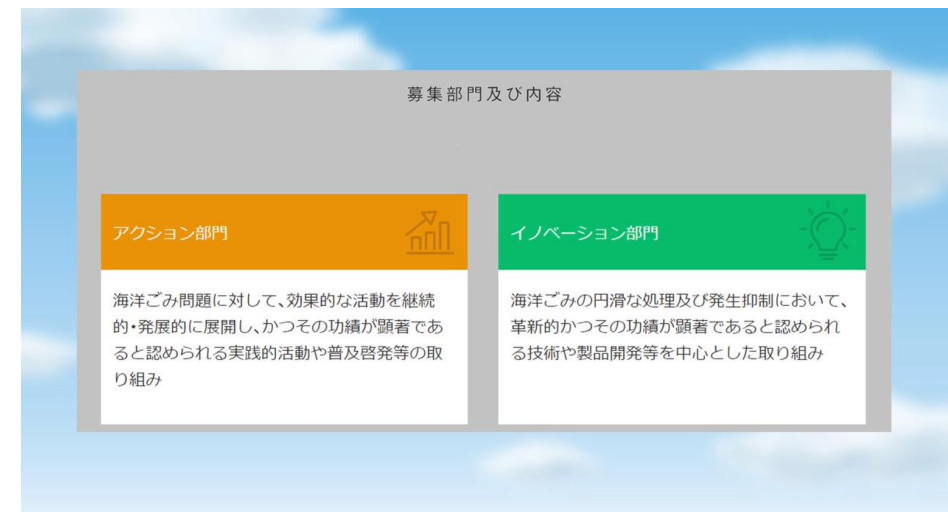 募集部門及び内容
アクション部門
海洋ごみ問題に対して、効果的な活動を継続
的・発展的に展開し、かつその功績が顕著であ
ると認められる実践的活動や普及啓発等の取
り組み
イノベーション部門
海洋ごみの円滑な処理及び発生抑制において、
革新的かつその功績が顕著であると認められ
る技術や製品開発等を中心とした取り組み